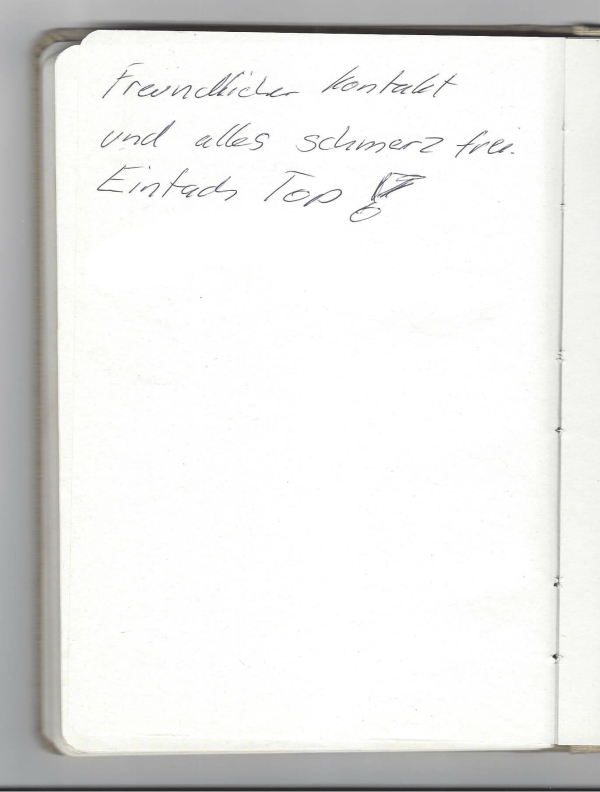 Freundlicher Kontakt
und alles schmerz frei.
Einfach Top!